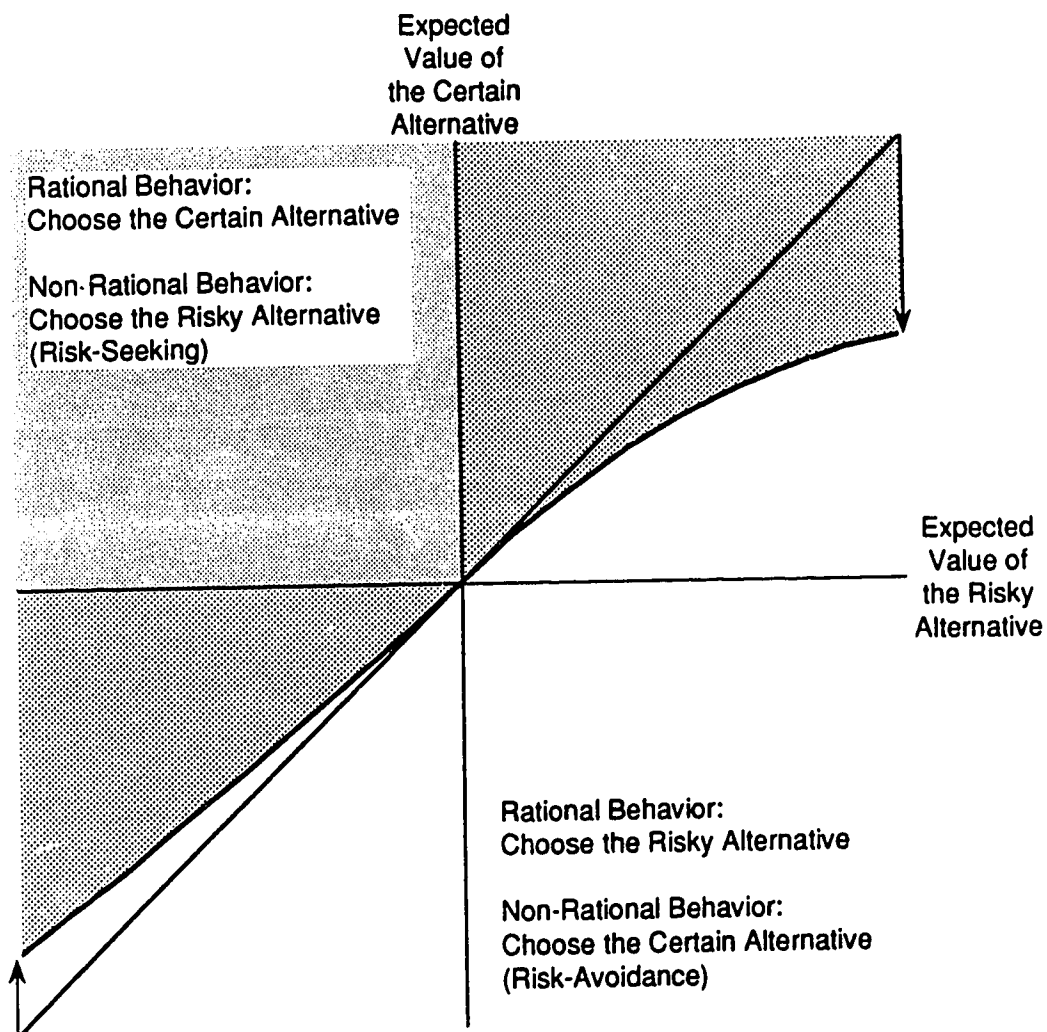 Expected
Value of
the Certain
Alternative
Rational Behavior:
Choose the Certain Alternative
Non-Rational Behavior:
Choose the Risky Alternative
(Risk-Seeking)
Expected
Value of
the Risky
Alternative
Rational Behavior:
Choose the Risky Alternative
Non-Rational Behavior:
Choose the Certain Alternative
(Risk-Avoidance)